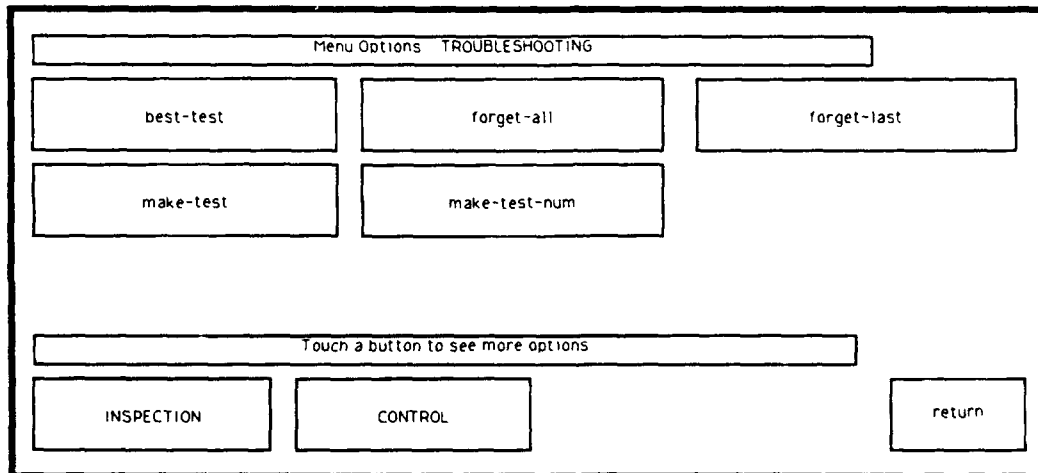 Menu Options TROUBLESHOOTING
best-test forget-all forget-last
make-test make-test-num
Touch a button to see more options
INSPECTION CONTROL return